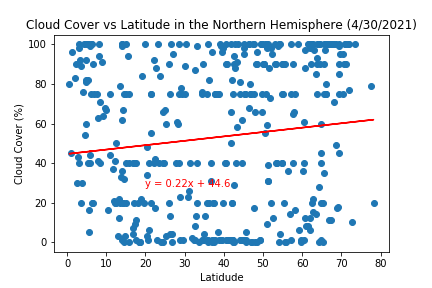 Cloud Cover vs Latitude in the Northern Hemisphere (4/30/2021)
100
80
60
40
20
0
Cloud Cover (%)
y = 0.22x + 44.6
0 10 20 30 40 50 60 70 80
Latidude